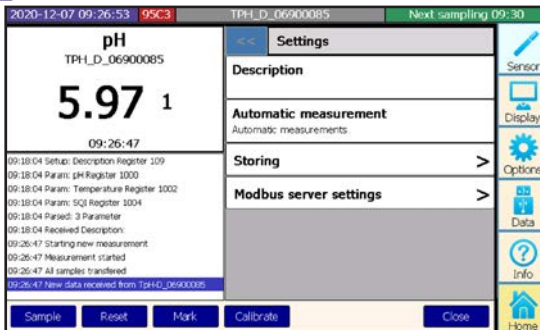 2020-12-07 09:26:53 95C3 TPH_D_06900085 Next sampling 09:30
pH
TPH_D_06900085
5.97 1
09:26:47
09:18:04 Setup: Description Register 109
09:18:04 Param: pH Register 1000
09:18:04 Param: Temperature Register 1002
09:18:04 Param: SQI Register 1004
09:18:04 Parsed: 3 Parameter
09:18:04 Received Description:
09:26:47 Starting new measurement
09:26:47 Measurement started
09:26:47 All samples transfered
09:26:47 New data received from TpH-D_06900085
<< Settings
Description
Automatic measurement
Automatic measurements
Storing >
Modbus server settings >
Sensor
Display
Options
Data
Info
Home
Sample Reset Mark Calibrate Close